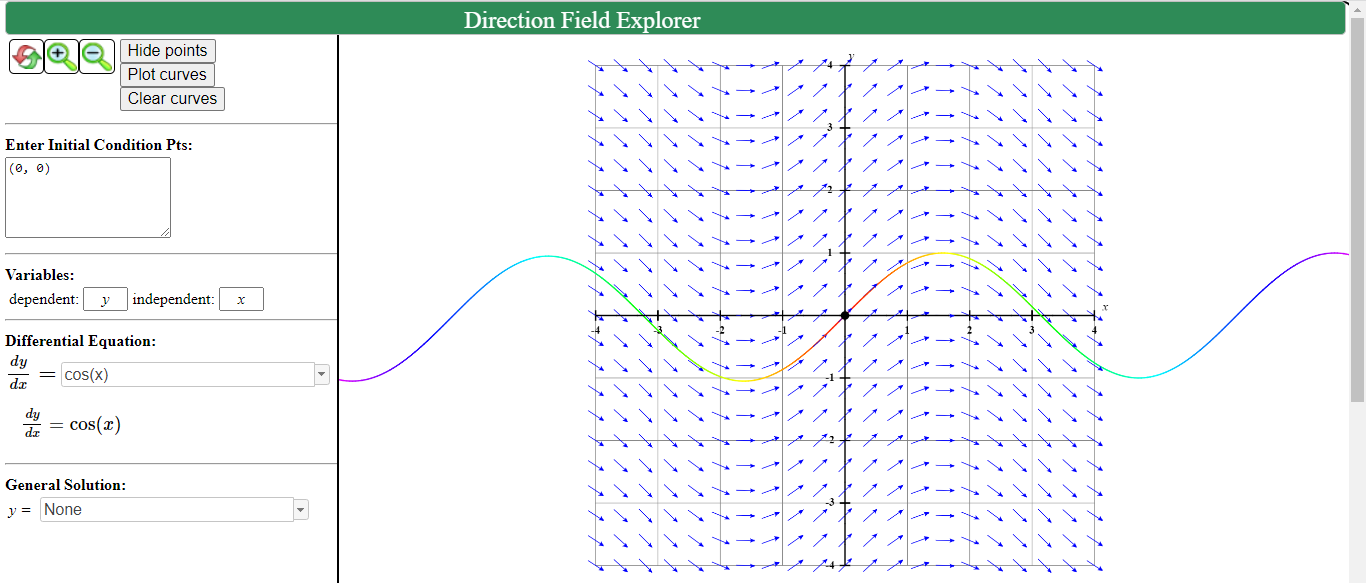 Direction Field Explorer
Hide points
Plot curves
Clear curves
Enter Initial Condition Pts:
(0, 0)
Variables:
dependent: y independent: x
Differential Equation:
dy/dx = cos(x)
dy/dx = cos(x)
General Solution:
y = None
y
4
3
2
1
x
-4 -3 -2 -1 1 2 3 4
-1
-2
-3
-4